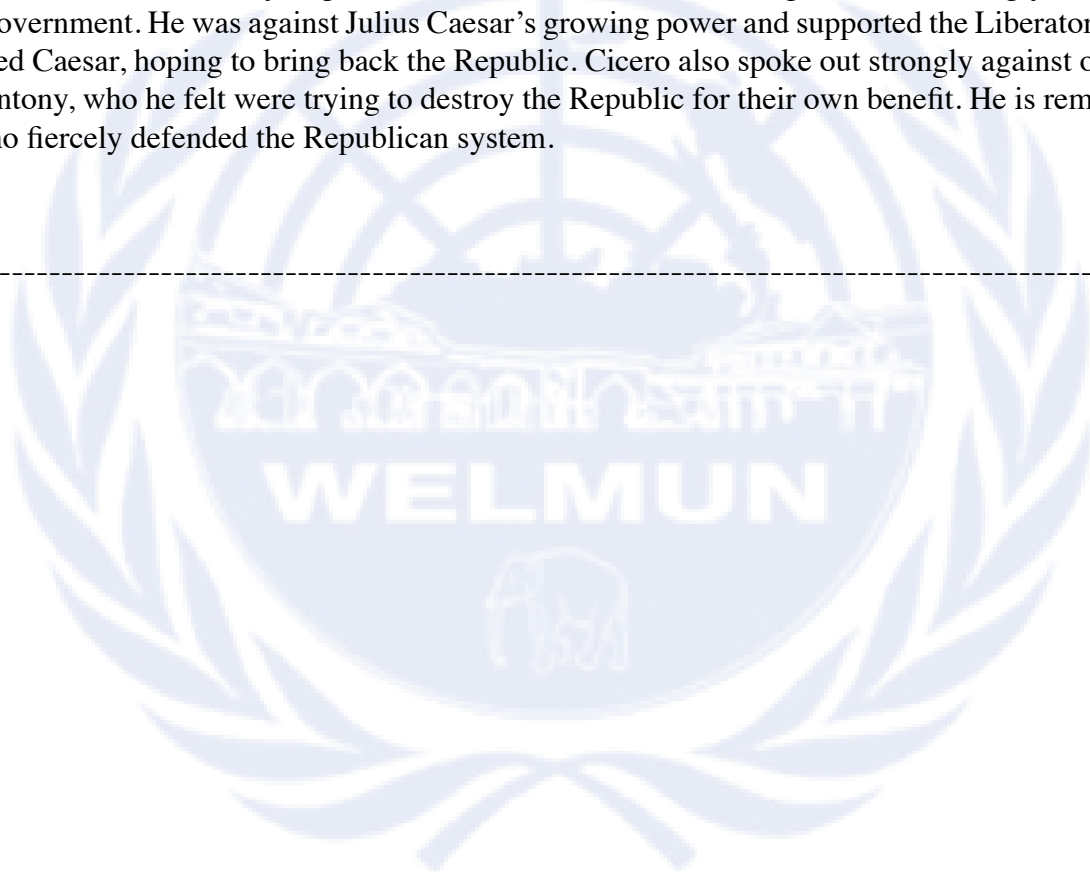 overnment. He was against Julius Caesar’s growing power and supported the Liberator
ed Caesar, hoping to bring back the Republic. Cicero also spoke out strongly against o
ntony, who he felt were trying to destroy the Republic for their own benefit. He is rem
no fiercely defended the Republican system.
WELMUN